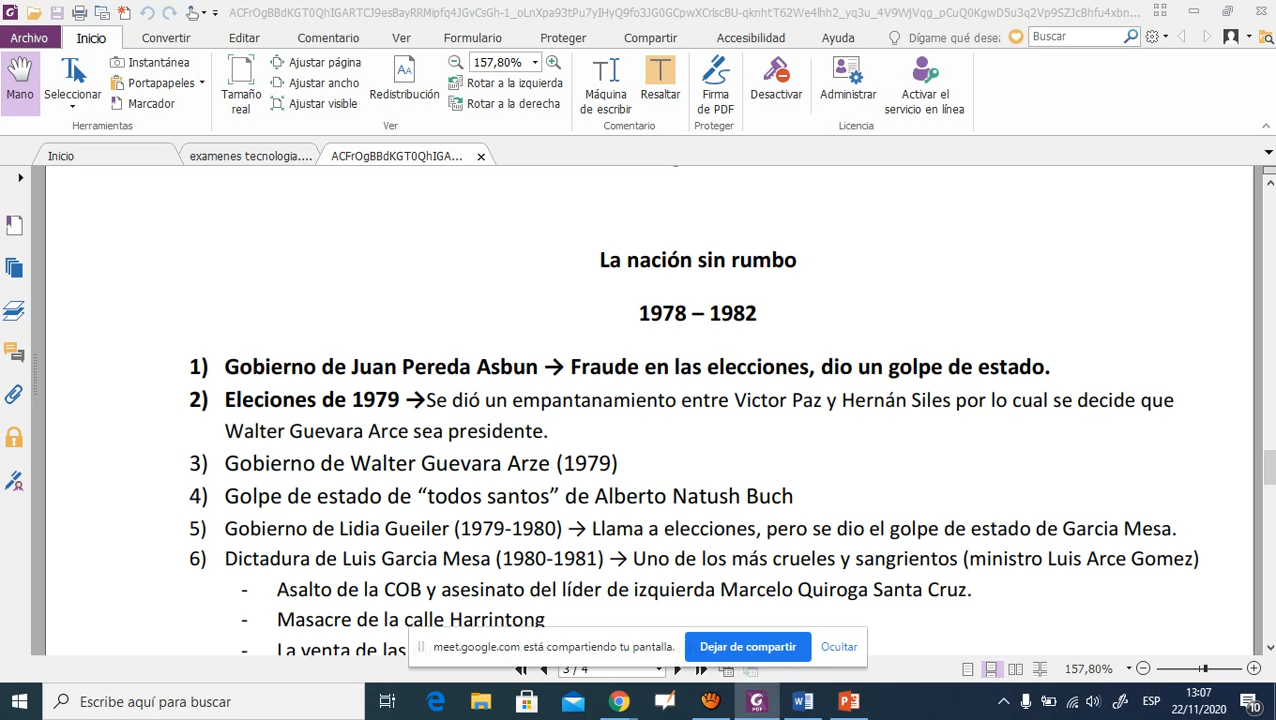 ACFrOgBBdKGT0QhIGARTCJ9esBayRRMipfq4JCScsGH-1_
Archivo Inicio Convertir Editar Comentario Ver Formulario Proteger Compartir Accesibilidad Ayuda Dígame qué dese: Buscar
Instantánea Ajustar página 157,80%
Portapapeles Ajustar ancho Rotar a la izquierda
Marcador Ajustar visible Rotar a la derecha
Mano Seleccionar Tamaño real Redistribución Máquina de escribir Resaltar Firma de PDF Desactivar Administrar Activar el servicio en línea
Herramientas Ver Comentario Proteger Licencia
Inicio examenes tecnología.... ACFrOgBBdKGT0QhIGA...
La nación sin rumbo
1978 – 1982
1) Gobierno de Juan Pereda Asbun → Fraude en las elecciones, dio un golpe de estado.
2) Eleciones de 1979 →Se dió un empantanamiento entre Victor Paz y Hernán Siles por lo cual se decide que
Walter Guevara Arce sea presidente.
3) Gobierno de Walter Guevara Arze (1979)
4) Golpe de estado de “todos santos” de Alberto Natush Buch
5) Gobierno de Lidia Gueiler (1979-1980) → Llama a elecciones, pero se dio el golpe de estado de Garcia Mesa.
6) Dictadura de Luis Garcia Mesa (1980-1981) → Uno de los más crueles y sangrientos (ministro Luis Arce Gomez)
- Asalto de la COB y asesinato del líder de izquierda Marcelo Quiroga Santa Cruz.
- Masacre de la calle Harrintong
- La venta de las
meet.google.com está compartiendo tu pantalla. Dejar de compartir Ocultar
3 / 4 157,80%
Escribe aquí para buscar ESP 13:07
22/11/2020 10